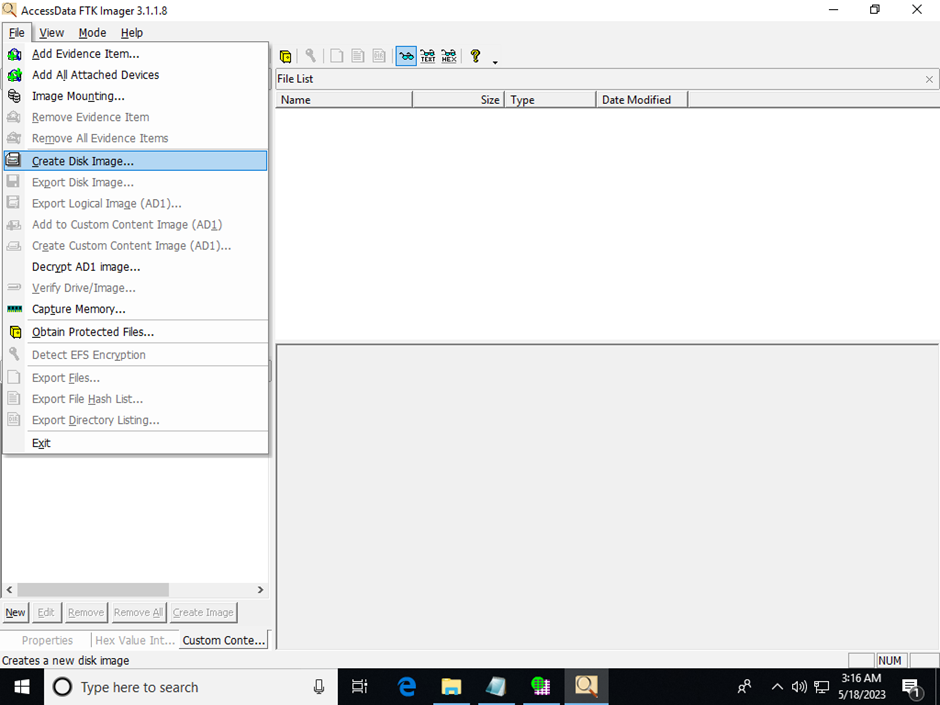 AccessData FTK Imager 3.1.1.8
File View Mode Help
Add Evidence Item...
Add All Attached Devices
Image Mounting...
Remove Evidence Item
Remove All Evidence Items
Create Disk Image...
Export Disk Image...
Export Logical Image (AD1)...
Add to Custom Content Image (AD1)
Create Custom Content Image (AD1)...
Decrypt AD1 image...
Verify Drive/Image...
Capture Memory...
Obtain Protected Files...
Detect EFS Encryption
Export Files...
Export File Hash List...
Export Directory Listing...
Exit
TEXT HEX
File List
Name Size Type Date Modified
New Edit Remove Remove All Create Image
Properties Hex Value Int... Custom Conte...
Creates a new disk image
NUM
Type here to search
3:16 AM
5/18/2023
1